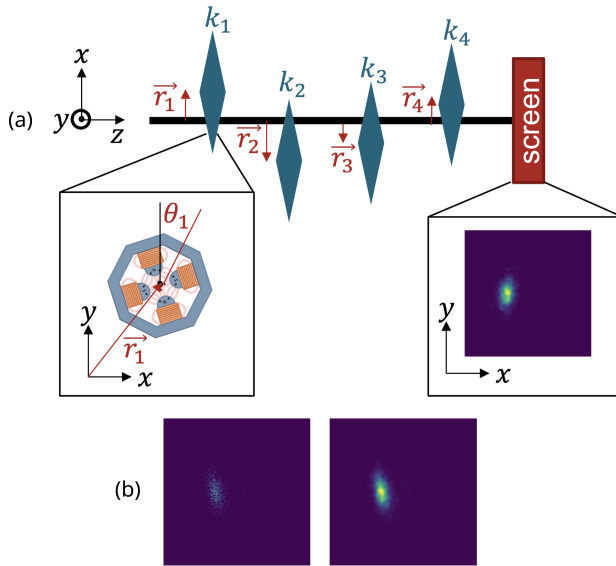 k₁
k₄
x
k₂
k₃
r₁⃗
r₄⃗
(a)
y
z
r₂⃗
r₃⃗
screen
θ₁
y
r₁⃗
x
y
x
(b)